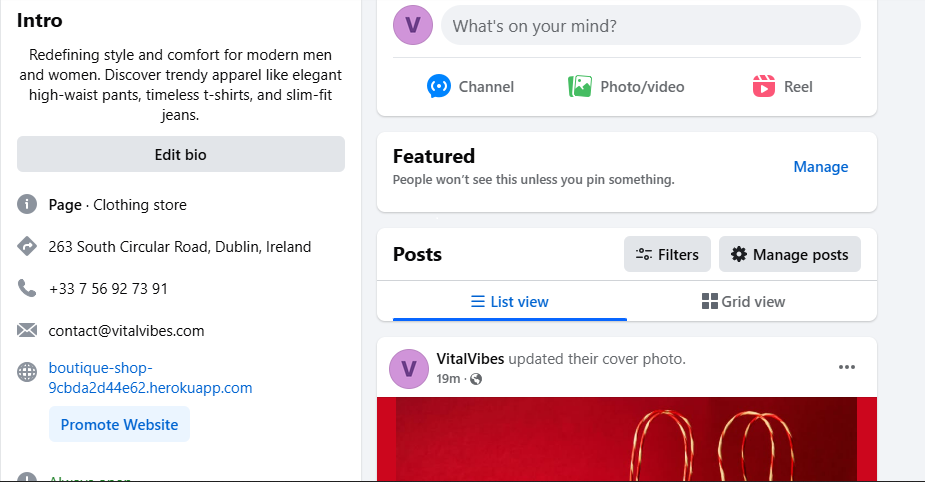 Intro
Redefining style and comfort for modern men
and women. Discover trendy apparel like elegant
high-waist pants, timeless t-shirts, and slim-fit
jeans.
Edit bio
Page · Clothing store
263 South Circular Road, Dublin, Ireland
+33 7 56 92 73 91
contact@vitalvibes.com
boutique-shop-
9cbda2d44e62.herokuapp.com
Promote Website
Always open
V
What's on your mind?
Channel
Photo/video
Reel
Featured
People won't see this unless you pin something.
Manage
Posts
Filters
Manage posts
List view
Grid view
V
VitalVibes updated their cover photo.
19m ·